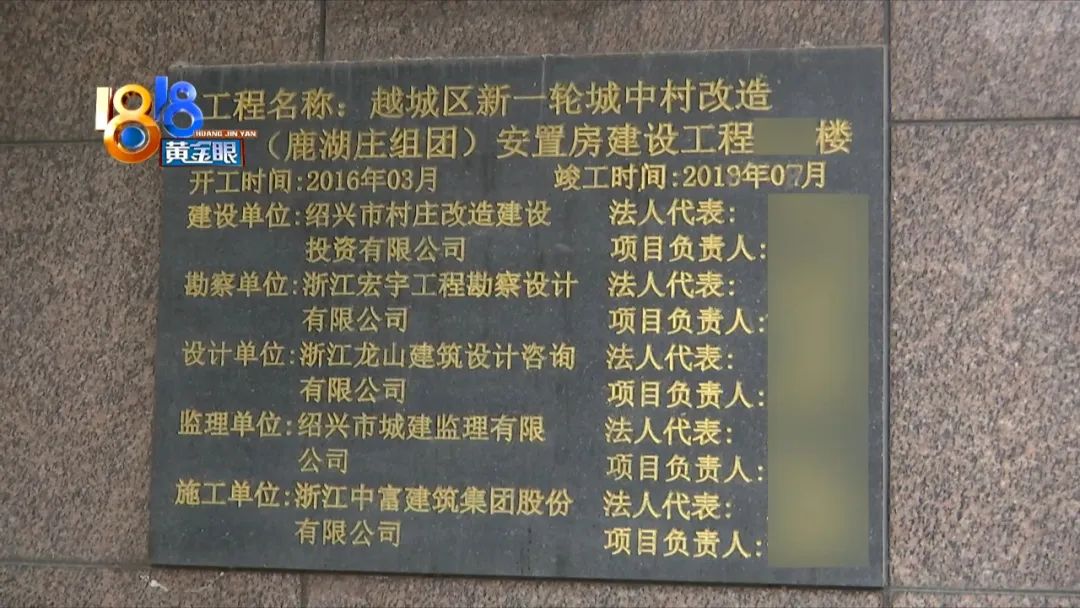 1818
HUANG JIN YAN
黄金眼
工程名称：越城区新一轮城中村改造
（鹿湖庄组团）安置房建设工程 楼
开工时间:2016年03月 竣工时间:2019年07月
建设单位:绍兴市村庄改造建设 法人代表:
投资有限公司 项目负责人:
勘察单位:浙江宏宇工程勘察设计 法人代表:
有限公司 项目负责人:
设计单位:浙江龙山建筑设计咨询 法人代表:
有限公司 项目负责人:
监理单位:绍兴市城建监理有限 法人代表:
公司 项目负责人:
施工单位:浙江中富建筑集团股份 法人代表:
有限公司 项目负责人: